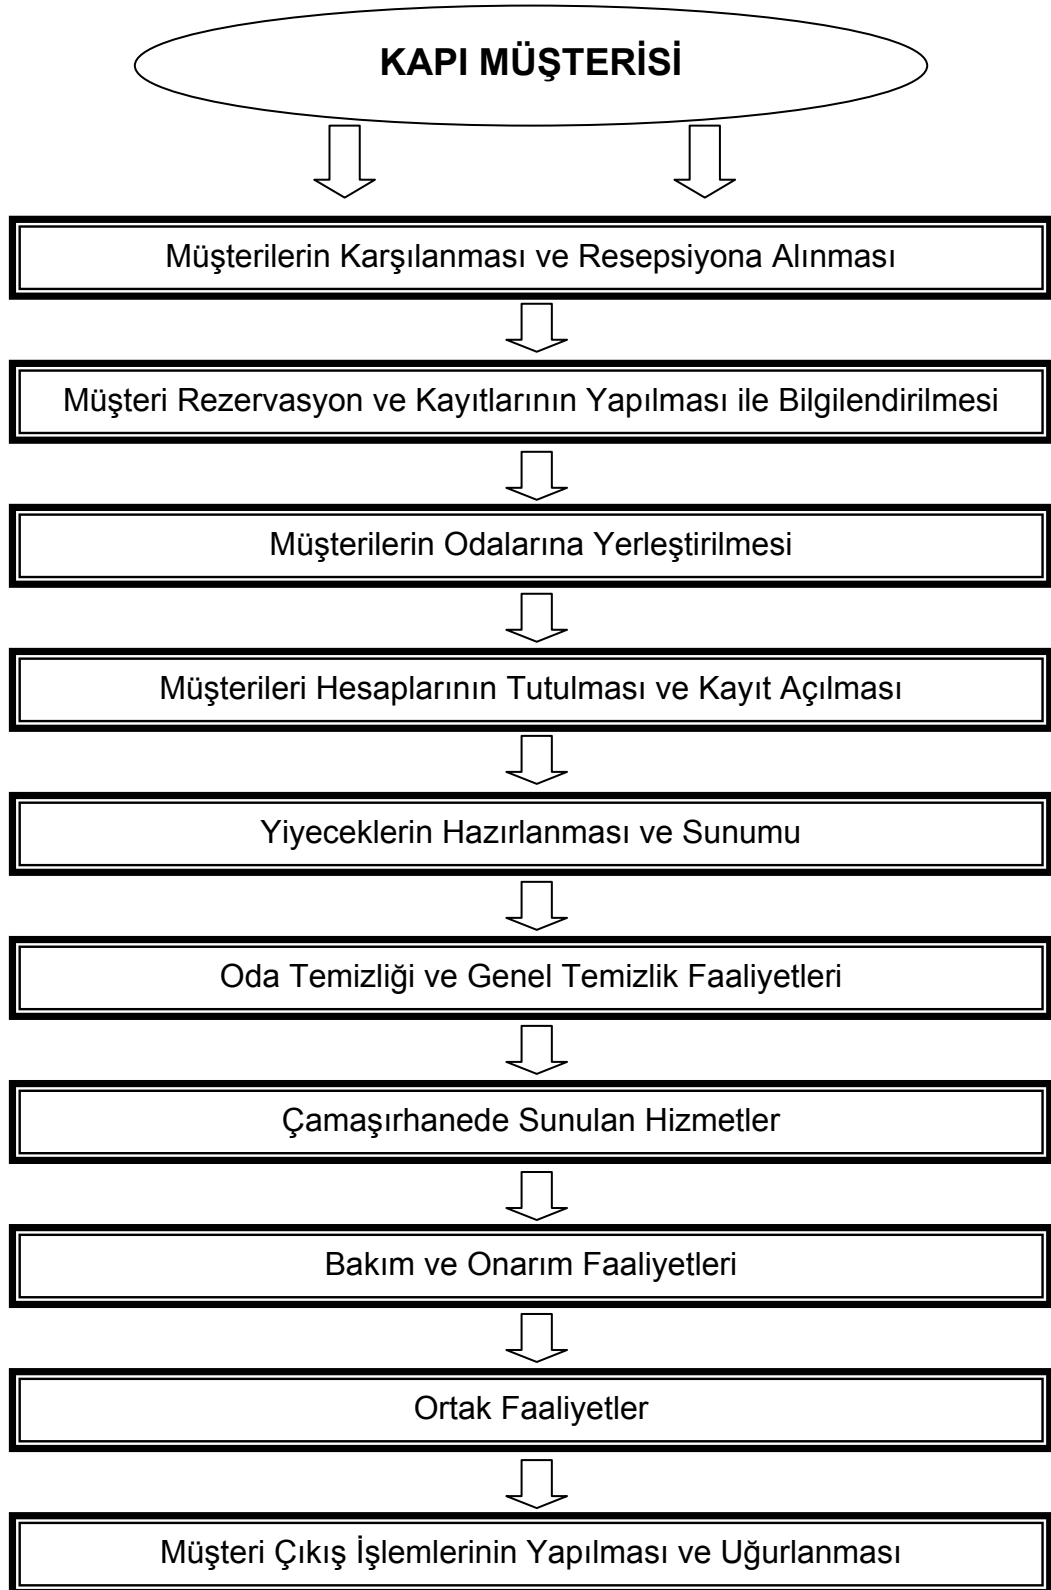 KAPI MÜŞTERİSİ
Müşterilerin Karşılanması ve Resepsiyona Alınması
Müşteri Rezervasyon ve Kayıtlarının Yapılması ile Bilgilendirilmesi
Müşterilerin Odalarına Yerleştirilmesi
Müşterileri Hesaplarının Tutulması ve Kayıt Açılması
Yiyeceklerin Hazırlanması ve Sunumu
Oda Temizliği ve Genel Temizlik Faaliyetleri
Çamaşırhanede Sunulan Hizmetler
Bakım ve Onarım Faaliyetleri
Ortak Faaliyetler
Müşteri Çıkış İşlemlerinin Yapılması ve Uğurlanması